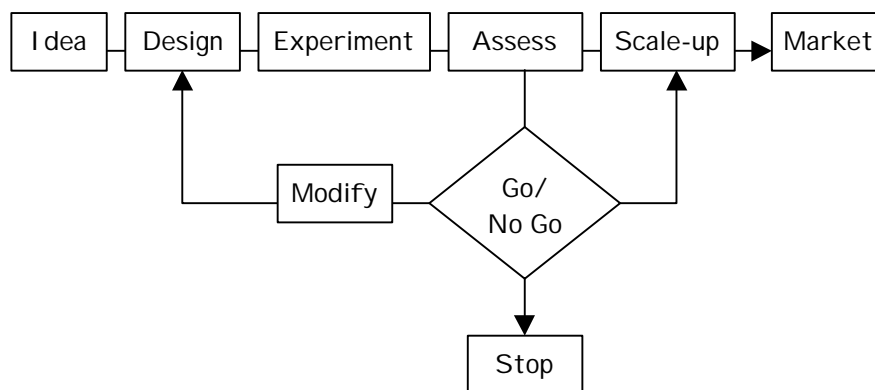 Idea
Design
Experiment
Assess
Scale-up
Market
Modify
Go/
No Go
Stop